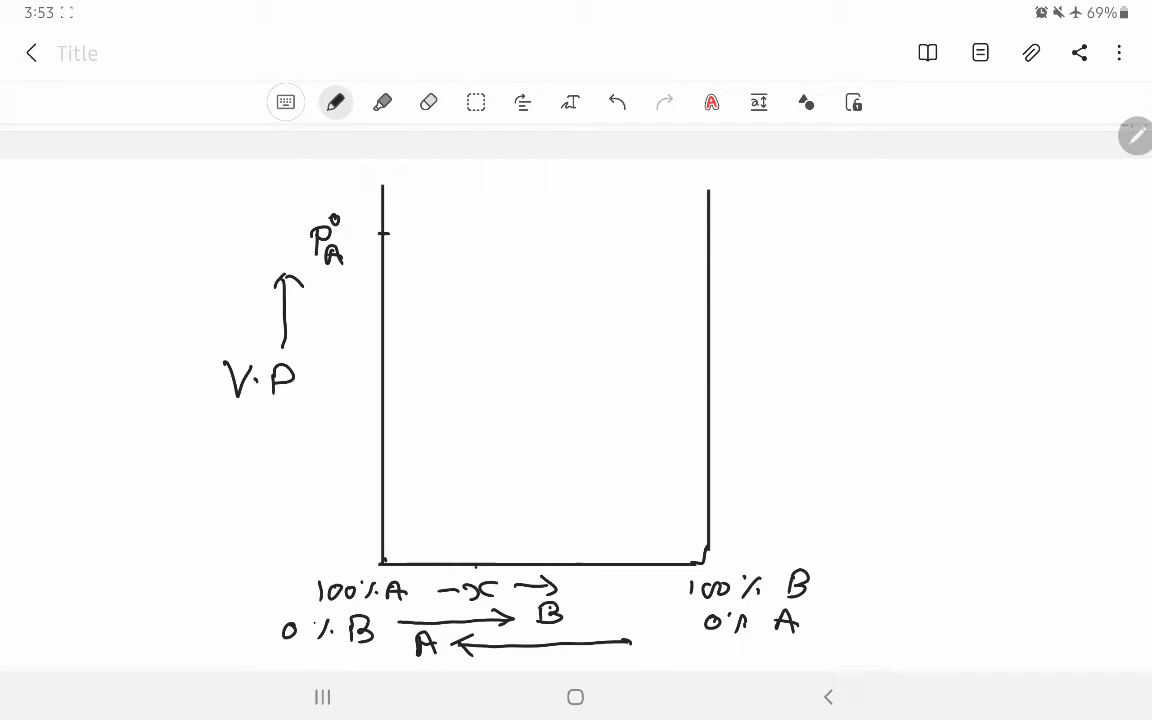 3:53
69%
Title
P°A
V.P
100% A -x→ 100% B
0 % B → B 0% A
A ←